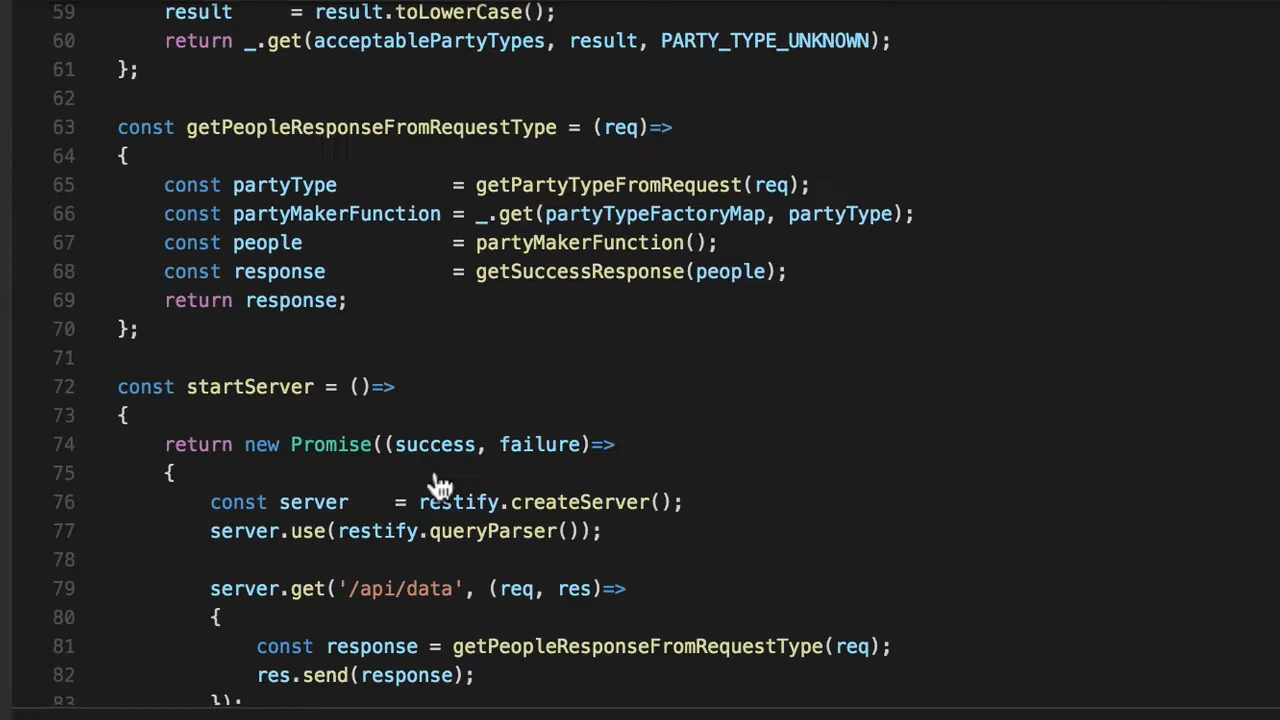 59 result     = result.toLowerCase();
60 return _.get(acceptablePartyTypes, result, PARTY_TYPE_UNKNOWN);
61 };
62
63 const getPeopleResponseFromRequestType = (req)=>
64 {
65     const partyType          = getPartyTypeFromRequest(req);
66     const partyMakerFunction = _.get(partyTypeFactoryMap, partyType);
67     const people             = partyMakerFunction();
68     const response           = getSuccessResponse(people);
69     return response;
70 };
71
72 const startServer = ()=>
73 {
74     return new Promise((success, failure)=>
75     {
76         const server    = restify.createServer();
77         server.use(restify.queryParser());
78
79         server.get('/api/data', (req, res)=>
80         {
81             const response = getPeopleResponseFromRequestType(req);
82             res.send(response);
83         });